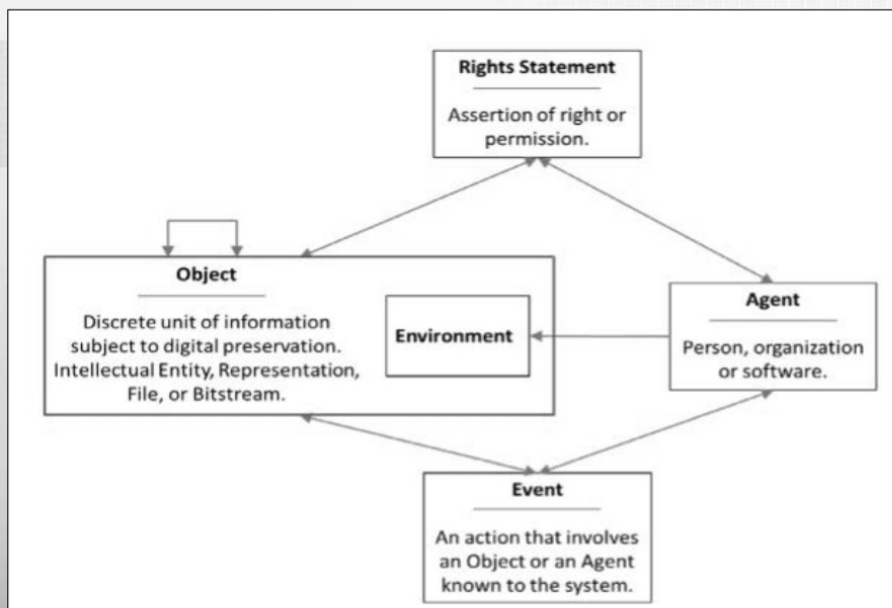 Rights Statement
Assertion of right or
permission.
Object
Discrete unit of information
subject to digital preservation.
Intellectual Entity, Representation,
File, or Bitstream.
Environment
Agent
Person, organization
or software.
Event
An action that involves
an Object or an Agent
known to the system.